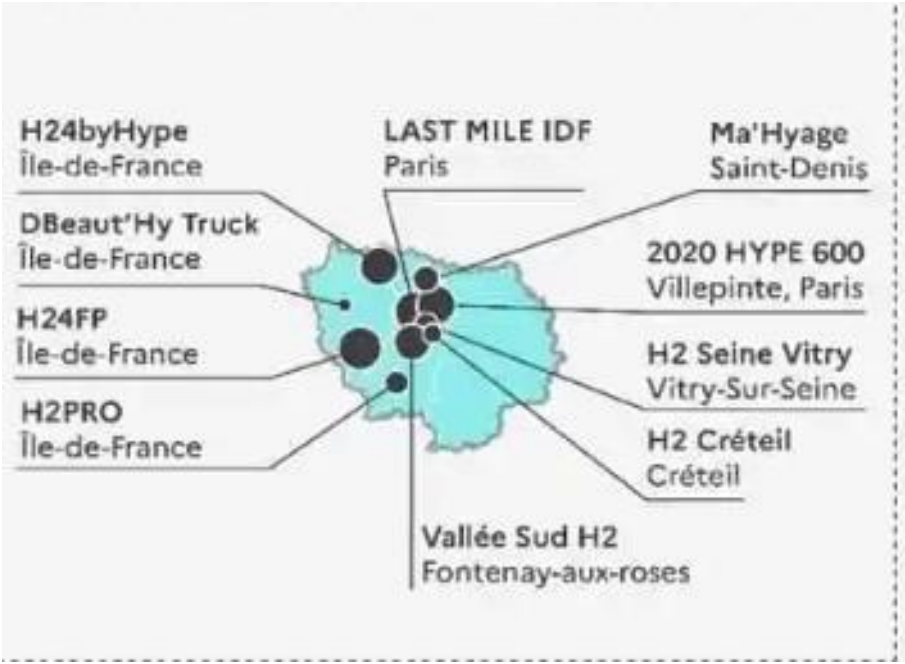 H24byHype
Île-de-France
LAST MILE IDF
Paris
Ma'Hyage
Saint-Denis
DBeaut'Hy Truck
Île-de-France
2020 HYPE 600
Villepinte, Paris
H24FP
Île-de-France
H2 Seine Vitry
Vitry-Sur-Seine
H2PRO
Île-de-France
H2 Créteil
Créteil
Vallée Sud H2
Fontenay-aux-roses